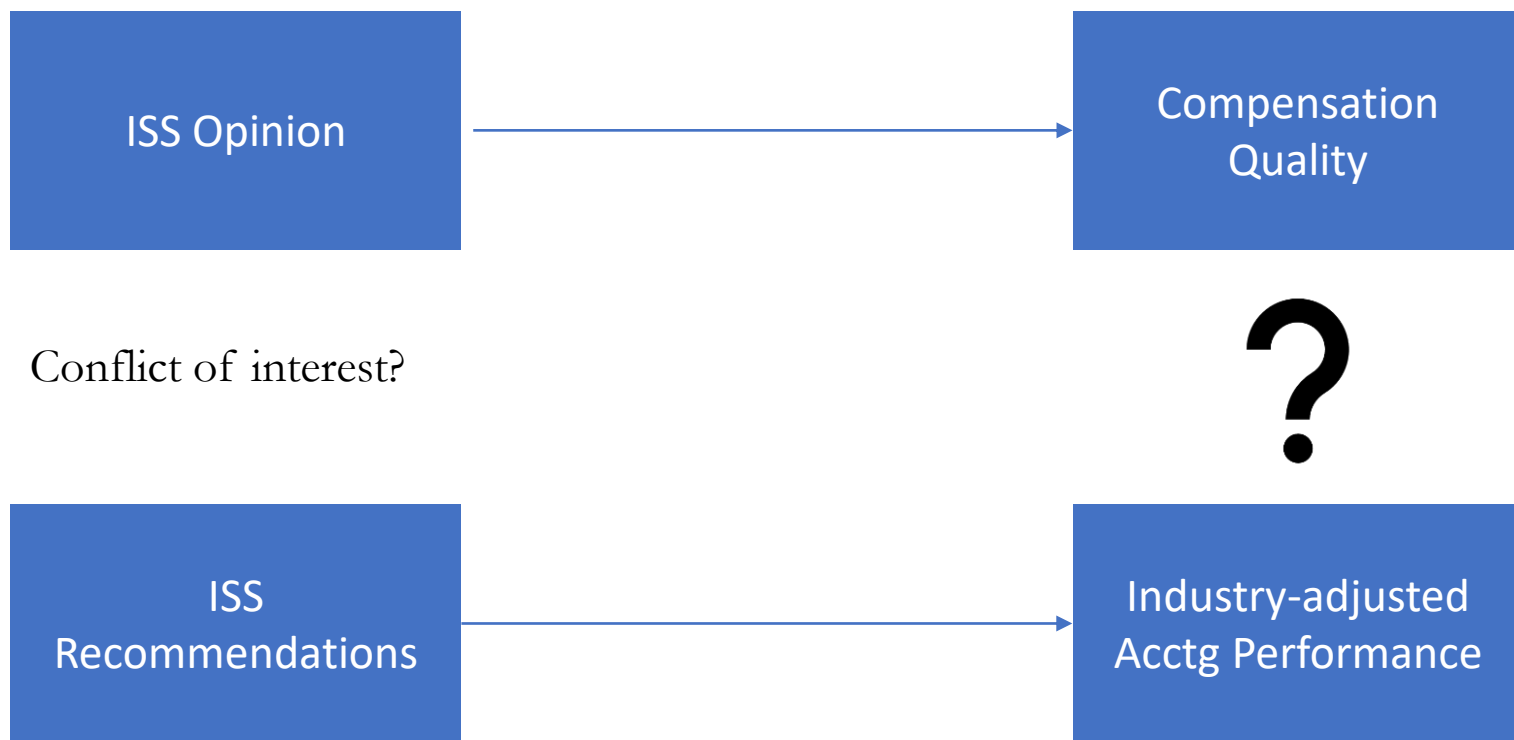 ISS Opinion
Compensation
Quality
Conflict of interest?
?
ISS
Recommendations
Industry-adjusted
Acctg Performance